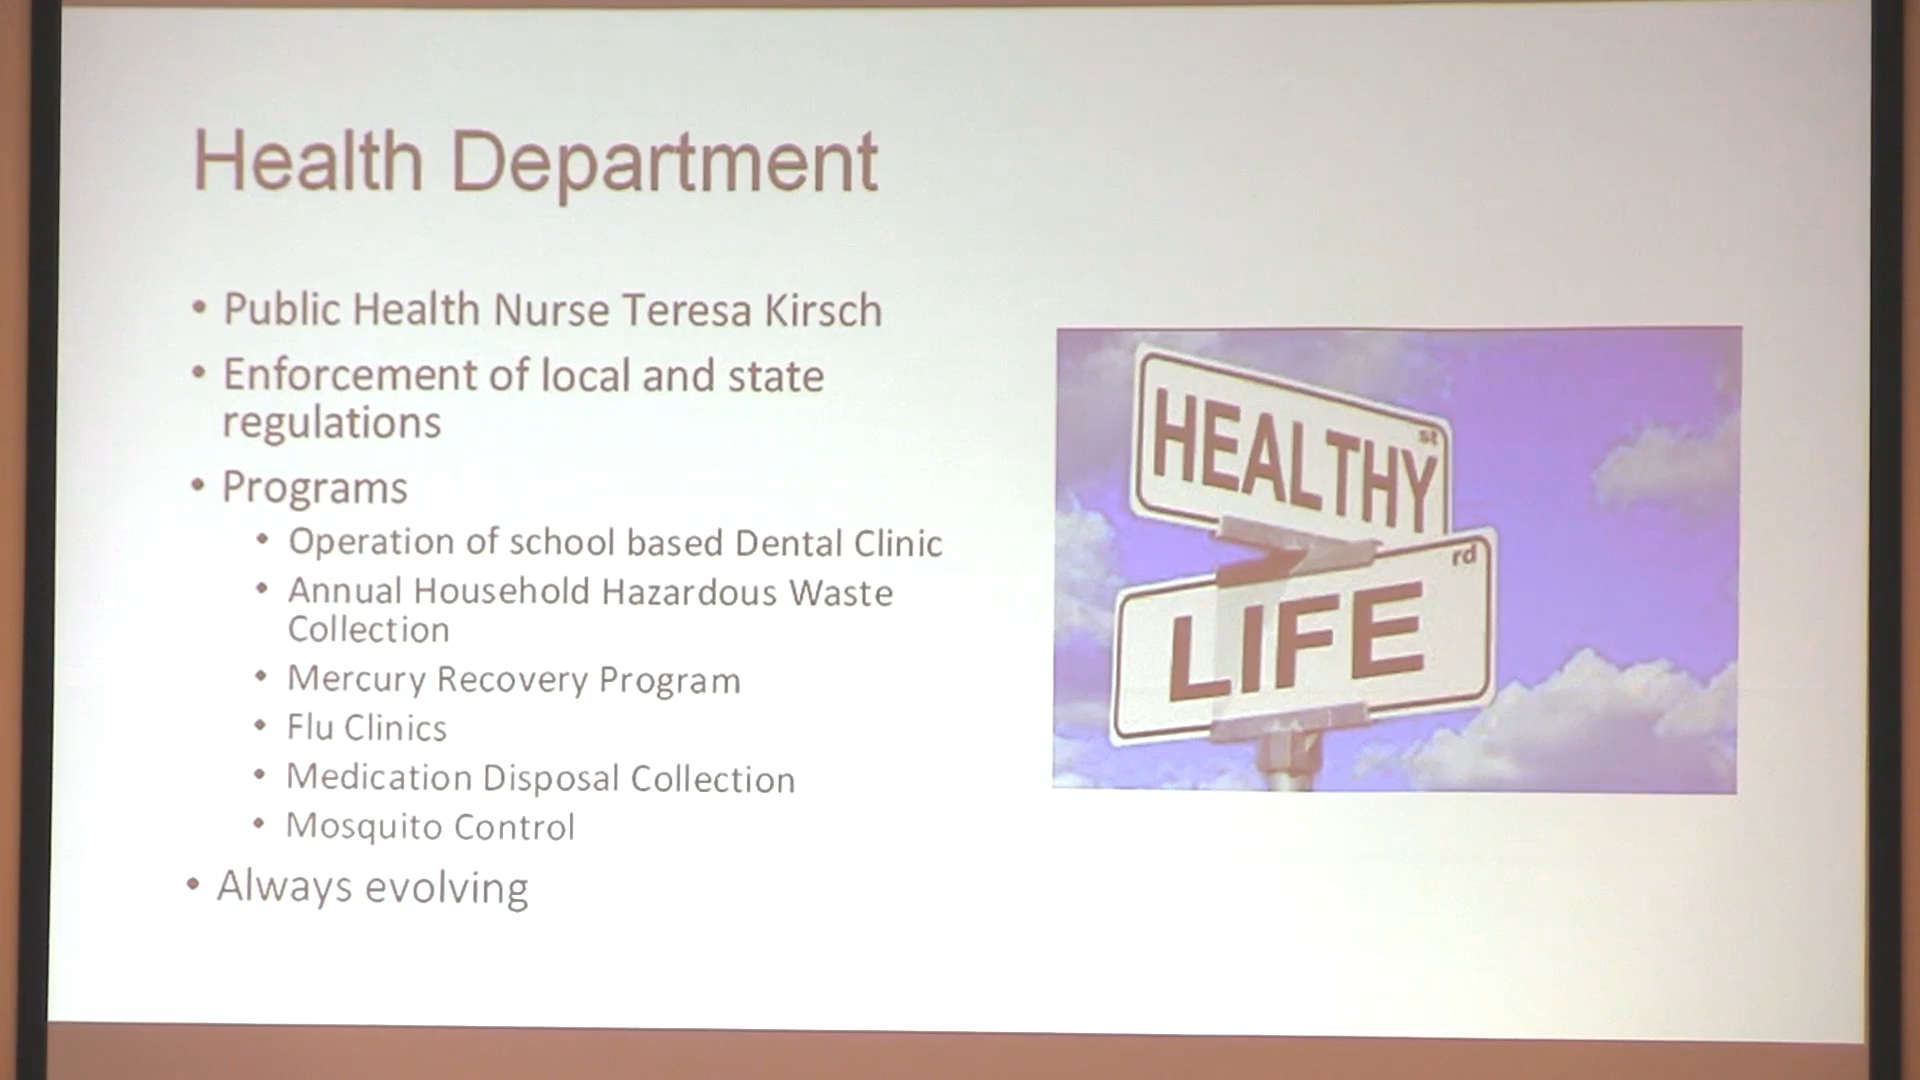 Health Department
• Public Health Nurse Teresa Kirsch
• Enforcement of local and state
regulations
• Programs
• Operation of school based Dental Clinic
• Annual Household Hazardous Waste
Collection
• Mercury Recovery Program
• Flu Clinics
• Medication Disposal Collection
• Mosquito Control
• Always evolving
HEALTHY st
LIFE rd